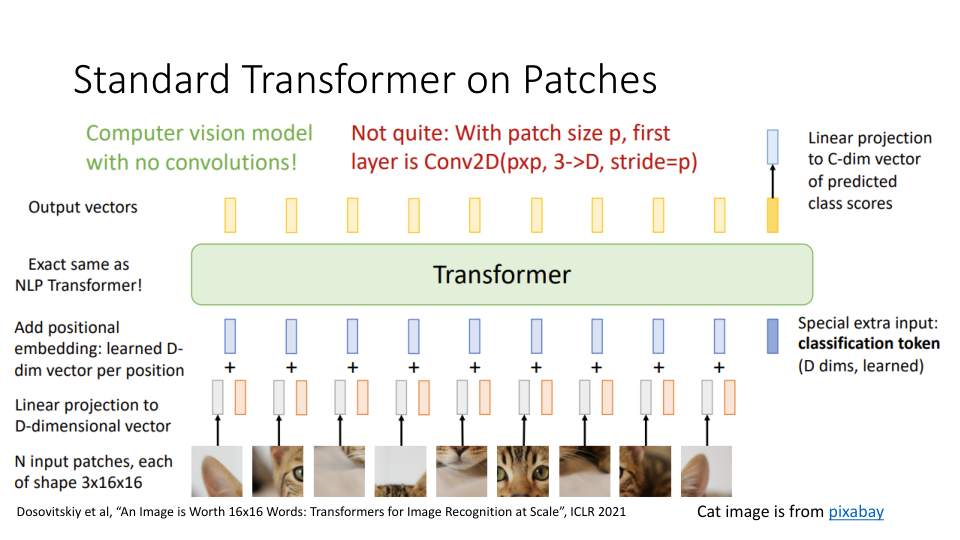 Standard Transformer on Patches
Computer vision model
with no convolutions!
Not quite: With patch size p, first
layer is Conv2D(pxp, 3->D, stride=p)
Linear projection
to C-dim vector
of predicted
class scores
Output vectors
Exact same as
NLP Transformer!
Transformer
Add positional
embedding: learned D-
dim vector per position
+ + + + + + + + +
Special extra input:
classification token
(D dims, learned)
Linear projection to
D-dimensional vector
N input patches, each
of shape 3x16x16
Dosovitskiy et al, “An Image is Worth 16x16 Words: Transformers for Image Recognition at Scale”, ICLR 2021
Cat image is from pixabay